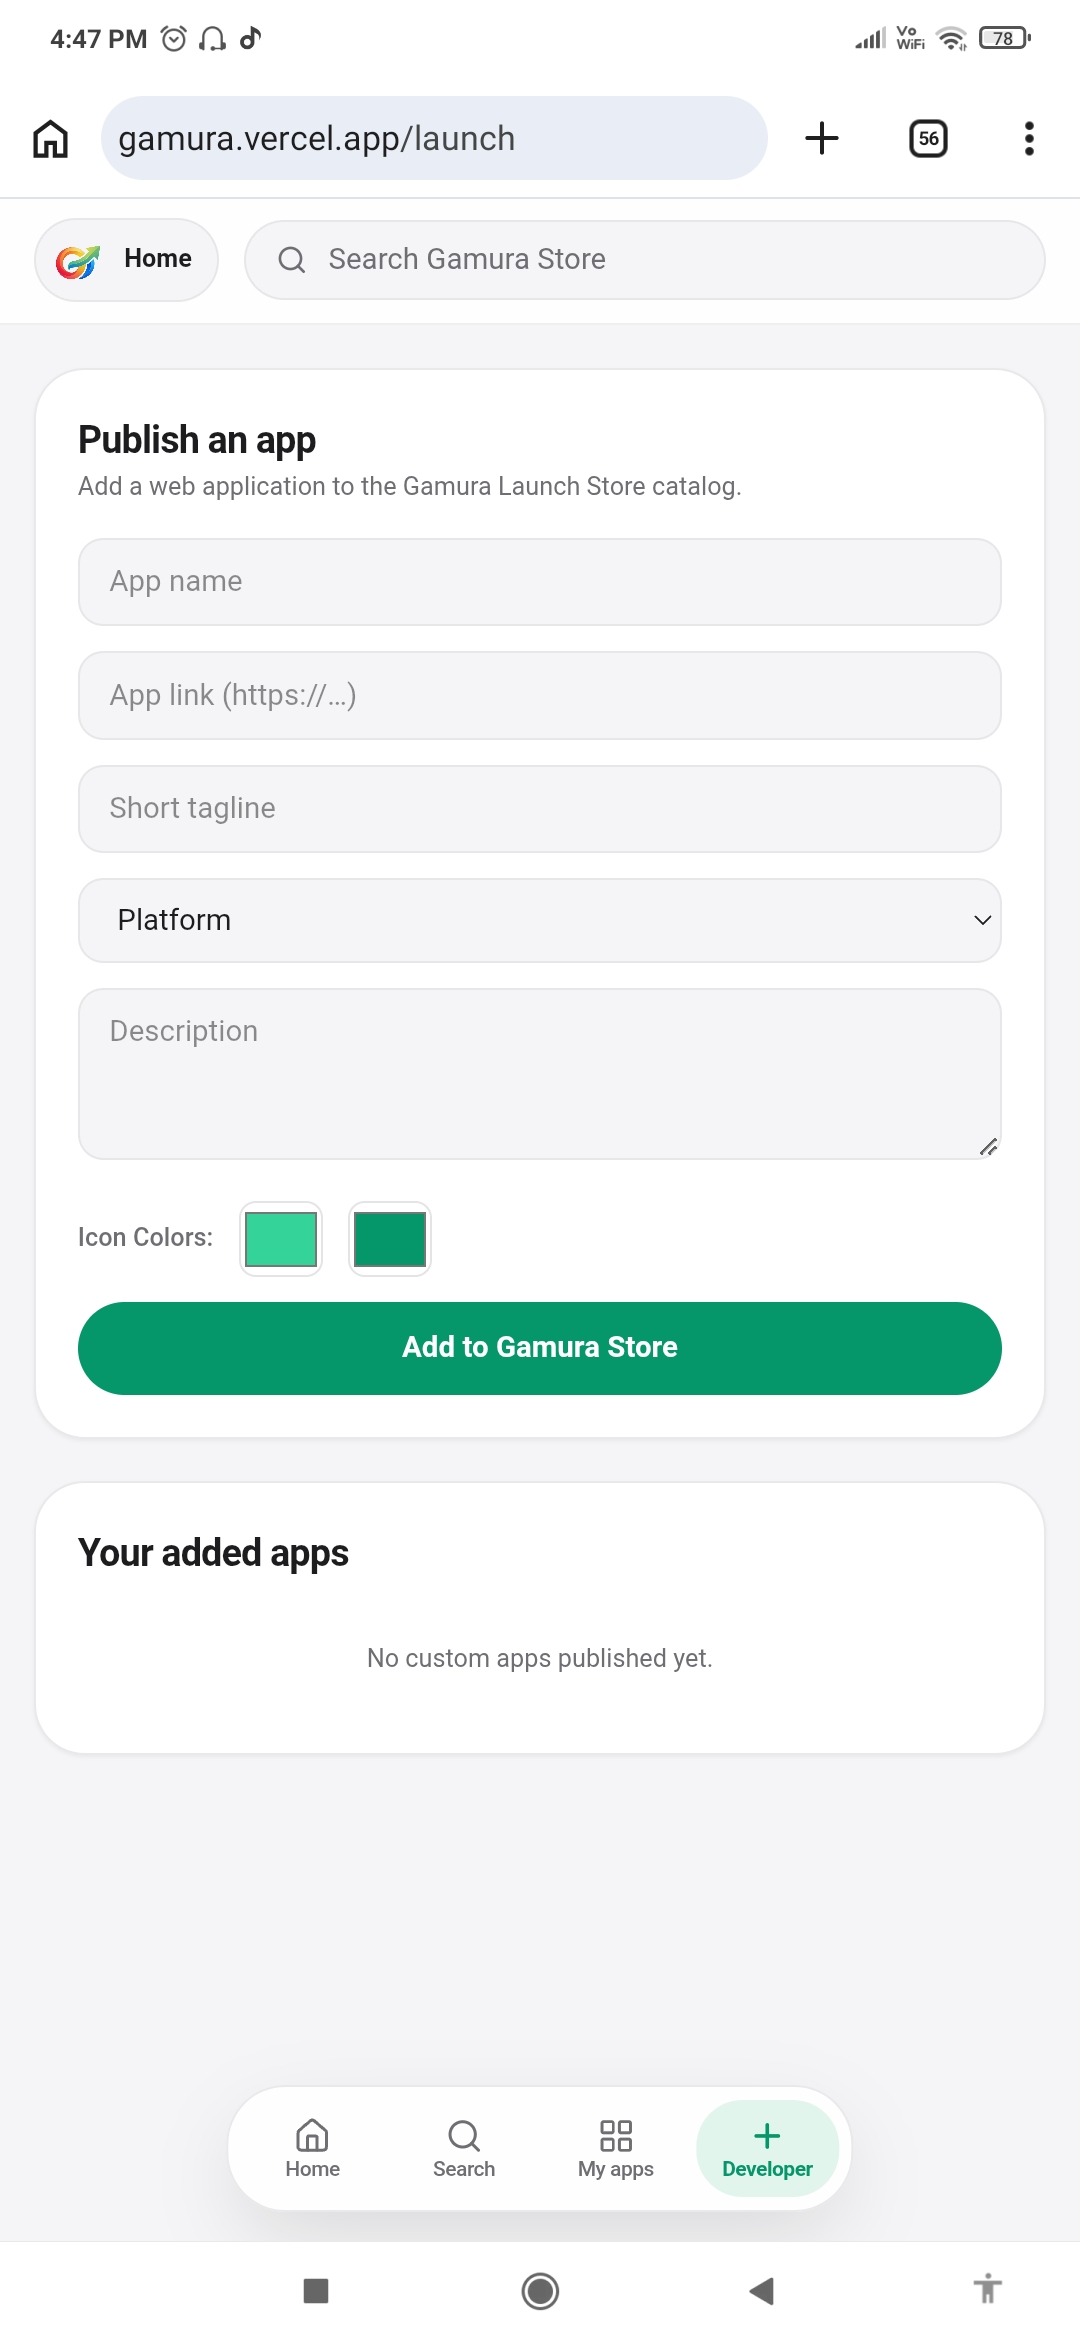 4:47 PM
Vo
WiFi
78
gamura.vercel.app/launch
56
Home
Search Gamura Store
Publish an app
Add a web application to the Gamura Launch Store catalog.
App name
App link (https://...)
Short tagline
Platform
Description
Icon Colors:
Add to Gamura Store
Your added apps
No custom apps published yet.
Home
Search
My apps
Developer